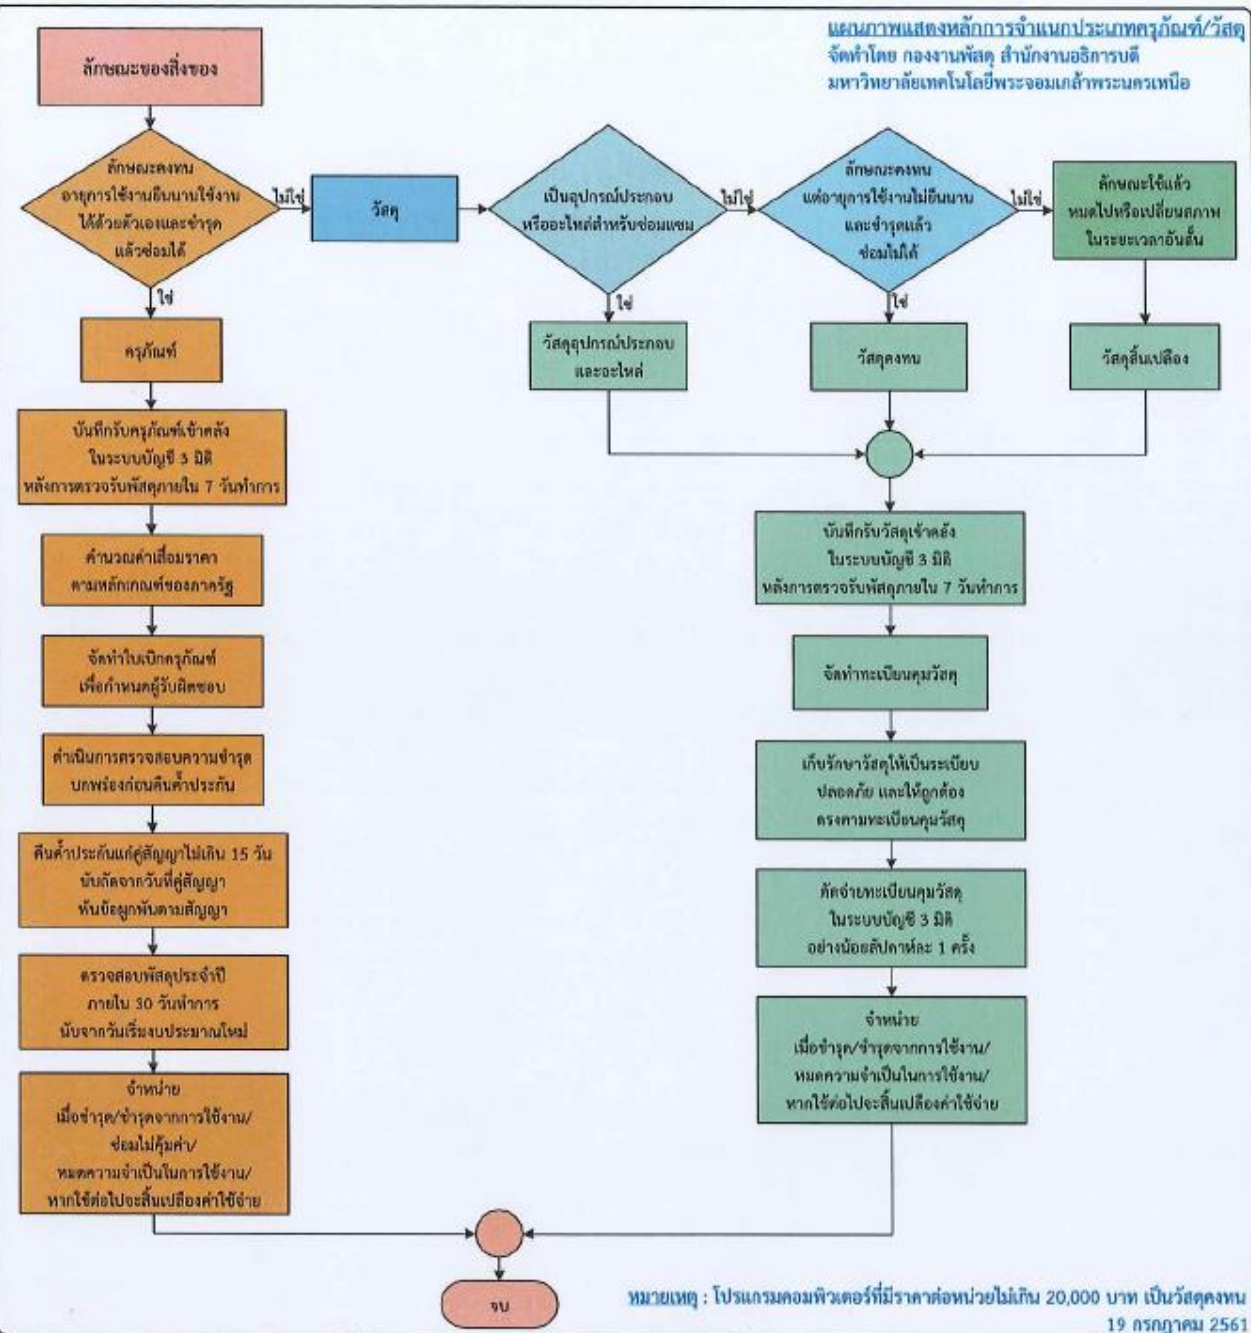 แผนภาพแสดงหลักการจำแนกประเภทครุภัณฑ์/วัสดุ
จัดทำโดย กองงานพัสดุ สำนักงานอธิการบดี
มหาวิทยาลัยเทคโนโลยีพระจอมเกล้าพระนครเหนือ
ลักษณะของสิ่งของ
ลักษณะคงทน
อายุการใช้งานยืนนานใช้งาน
ได้ด้วยตัวเองและชำรุด
แล้วซ่อมได้
ไม่ใช่
วัสดุ
เป็นอุปกรณ์ประกอบ
หรืออะไหล่สำหรับซ่อมแซม
ไม่ใช่
ลักษณะคงทน
แต่อายุการใช้งานไม่ยืนนาน
และชำรุดแล้ว
ซ่อมไม่ได้
ไม่ใช่
ลักษณะใช้แล้ว
หมดไปหรือเปลี่ยนสภาพ
ในระยะเวลาอันสั้น
ใช่
ใช่
ใช่
ครุภัณฑ์
วัสดุอุปกรณ์ประกอบ
และอะไหล่
วัสดุคงทน
วัสดุสิ้นเปลือง
บันทึกรับครุภัณฑ์เข้าคลัง
ในระบบบัญชี 3 มิติ
หลังการตรวจรับพัสดุภายใน 7 วันทำการ
คำนวณค่าเสื่อมราคา
ตามหลักเกณฑ์ของภาครัฐ
จัดทำใบเบิกครุภัณฑ์
เพื่อกำหนดผู้รับผิดชอบ
ดำเนินการตรวจสอบความชำรุด
บกพร่องก่อนคืนค้ำประกัน
คืนค้ำประกันแก่คู่สัญญาไม่เกิน 15 วัน
นับถัดจากวันที่คู่สัญญา
พ้นข้อผูกพันตามสัญญา
ตรวจสอบพัสดุประจำปี
ภายใน 30 วันทำการ
นับจากวันเริ่มงบประมาณใหม่
จำหน่าย
เมื่อชำรุด/ชำรุดจากการใช้งาน/
ซ่อมไม่คุ้มค่า/
หมดความจำเป็นในการใช้งาน/
หากใช้ต่อไปจะสิ้นเปลืองค่าใช้จ่าย
บันทึกรับวัสดุเข้าคลัง
ในระบบบัญชี 3 มิติ
หลังการตรวจรับพัสดุภายใน 7 วันทำการ
จัดทำทะเบียนคุมวัสดุ
เก็บรักษาวัสดุให้เป็นระเบียบ
ปลอดภัย และให้ถูกต้อง
ตรงตามทะเบียนคุมวัสดุ
ตัดจ่ายทะเบียนคุมวัสดุ
ในระบบบัญชี 3 มิติ
อย่างน้อยสัปดาห์ละ 1 ครั้ง
จำหน่าย
เมื่อชำรุด/ชำรุดจากการใช้งาน/
หมดความจำเป็นในการใช้งาน/
หากใช้ต่อไปจะสิ้นเปลืองค่าใช้จ่าย
จบ
หมายเหตุ : โปรแกรมคอมพิวเตอร์ที่มีราคาต่อหน่วยไม่เกิน 20,000 บาท เป็นวัสดุคงทน
19 กรกฎาคม 2561